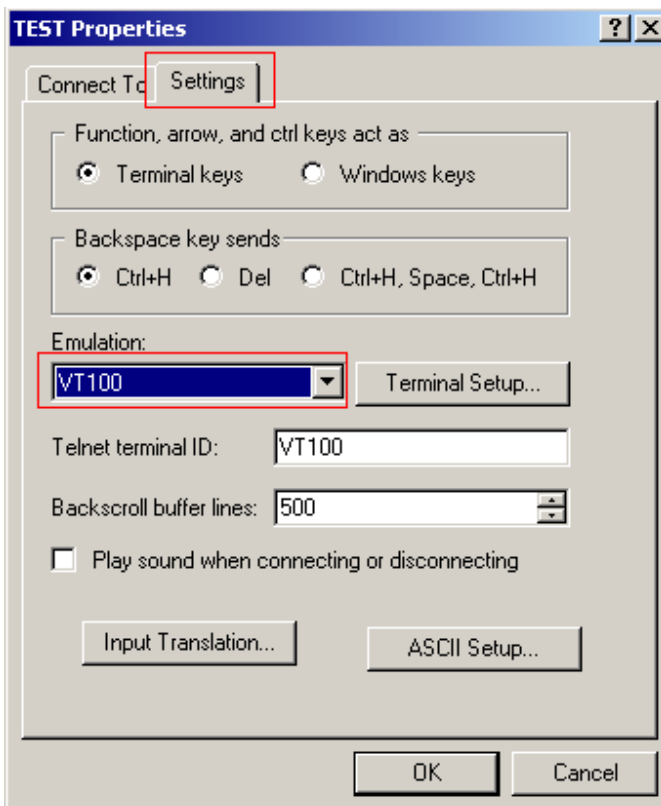 TEST Properties
Connect To
Settings
Function, arrow, and ctrl keys act as
Terminal keys
Windows keys
Backspace key sends
Ctrl+H
Del
Ctrl+H, Space, Ctrl+H
Emulation:
VT100
Terminal Setup...
Telnet terminal ID:
VT100
Backscroll buffer lines:
500
Play sound when connecting or disconnecting
Input Translation...
ASCII Setup...
OK
Cancel